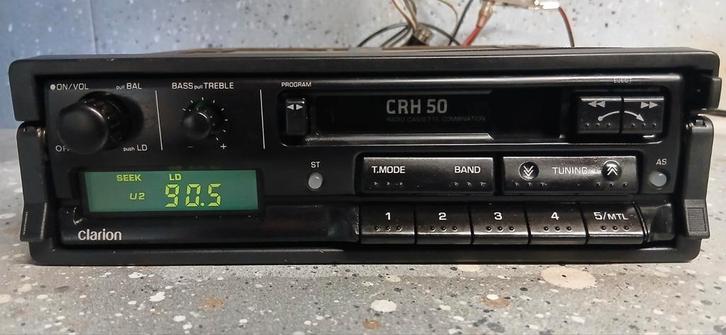 ON/VOL pull BAL
BASS pull TREBLE
PROGRAM
EJECT
CRH 50
RADIO CASSETTE COMBINATION
OFF push LD
- +
ST
T.MODE BAND
TUNING
AS
SEEK LD
U2 90.5
1 2 3 4 5/MTL
Clarion